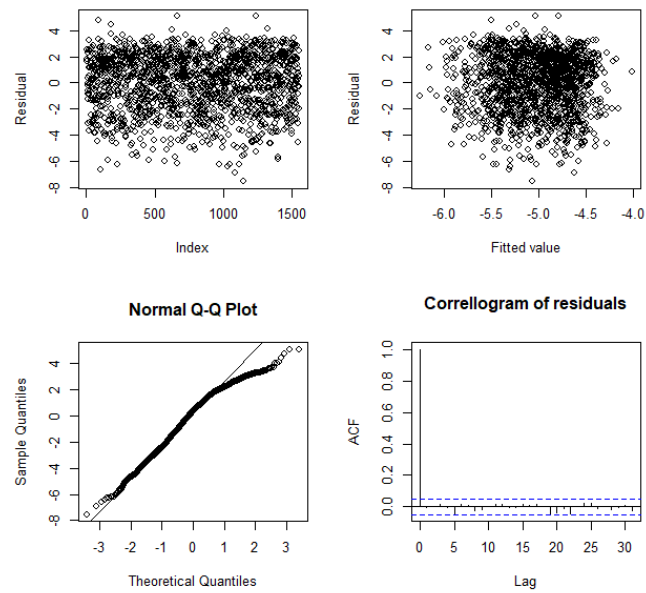 Residual
4
2
0
-2
-4
-6
-8
0 500 1000 1500
Index
Residual
4
2
0
-2
-4
-6
-8
-6.0 -5.5 -5.0 -4.5 -4.0
Fitted value
Normal Q-Q Plot
Sample Quantiles
4
2
0
-2
-4
-6
-8
-3 -2 -1 0 1 2 3
Theoretical Quantiles
Correllogram of residuals
ACF
1.0
0.8
0.6
0.4
0.2
0.0
0 5 10 15 20 25 30
Lag